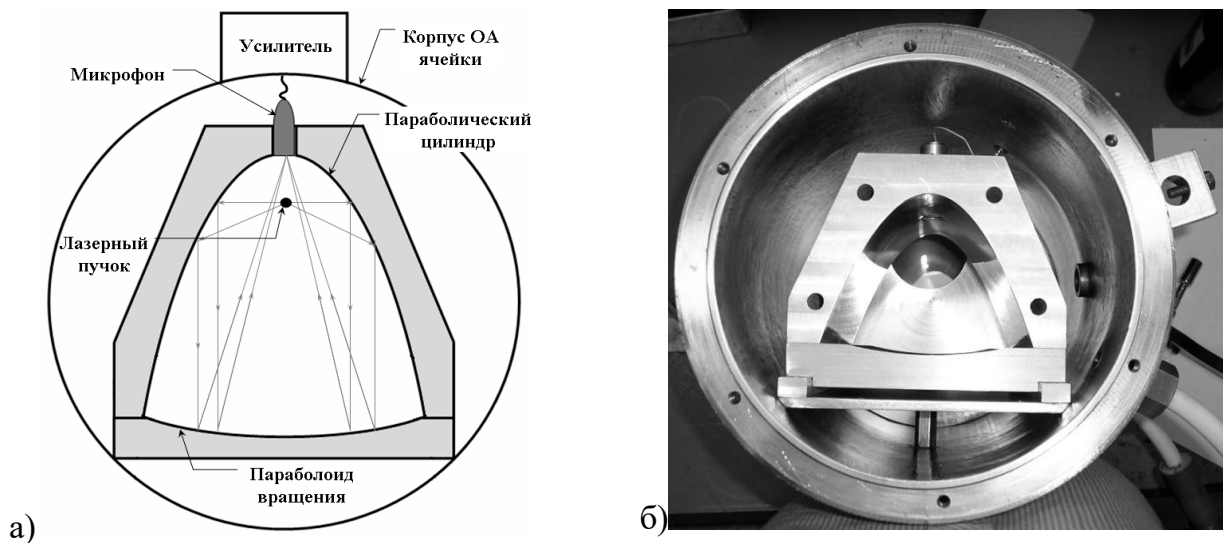 Усилитель
Корпус ОА
ячейки
Микрофон
Параболический
цилиндр
Лазерный
пучок
Параболоид
вращения
а)
б)